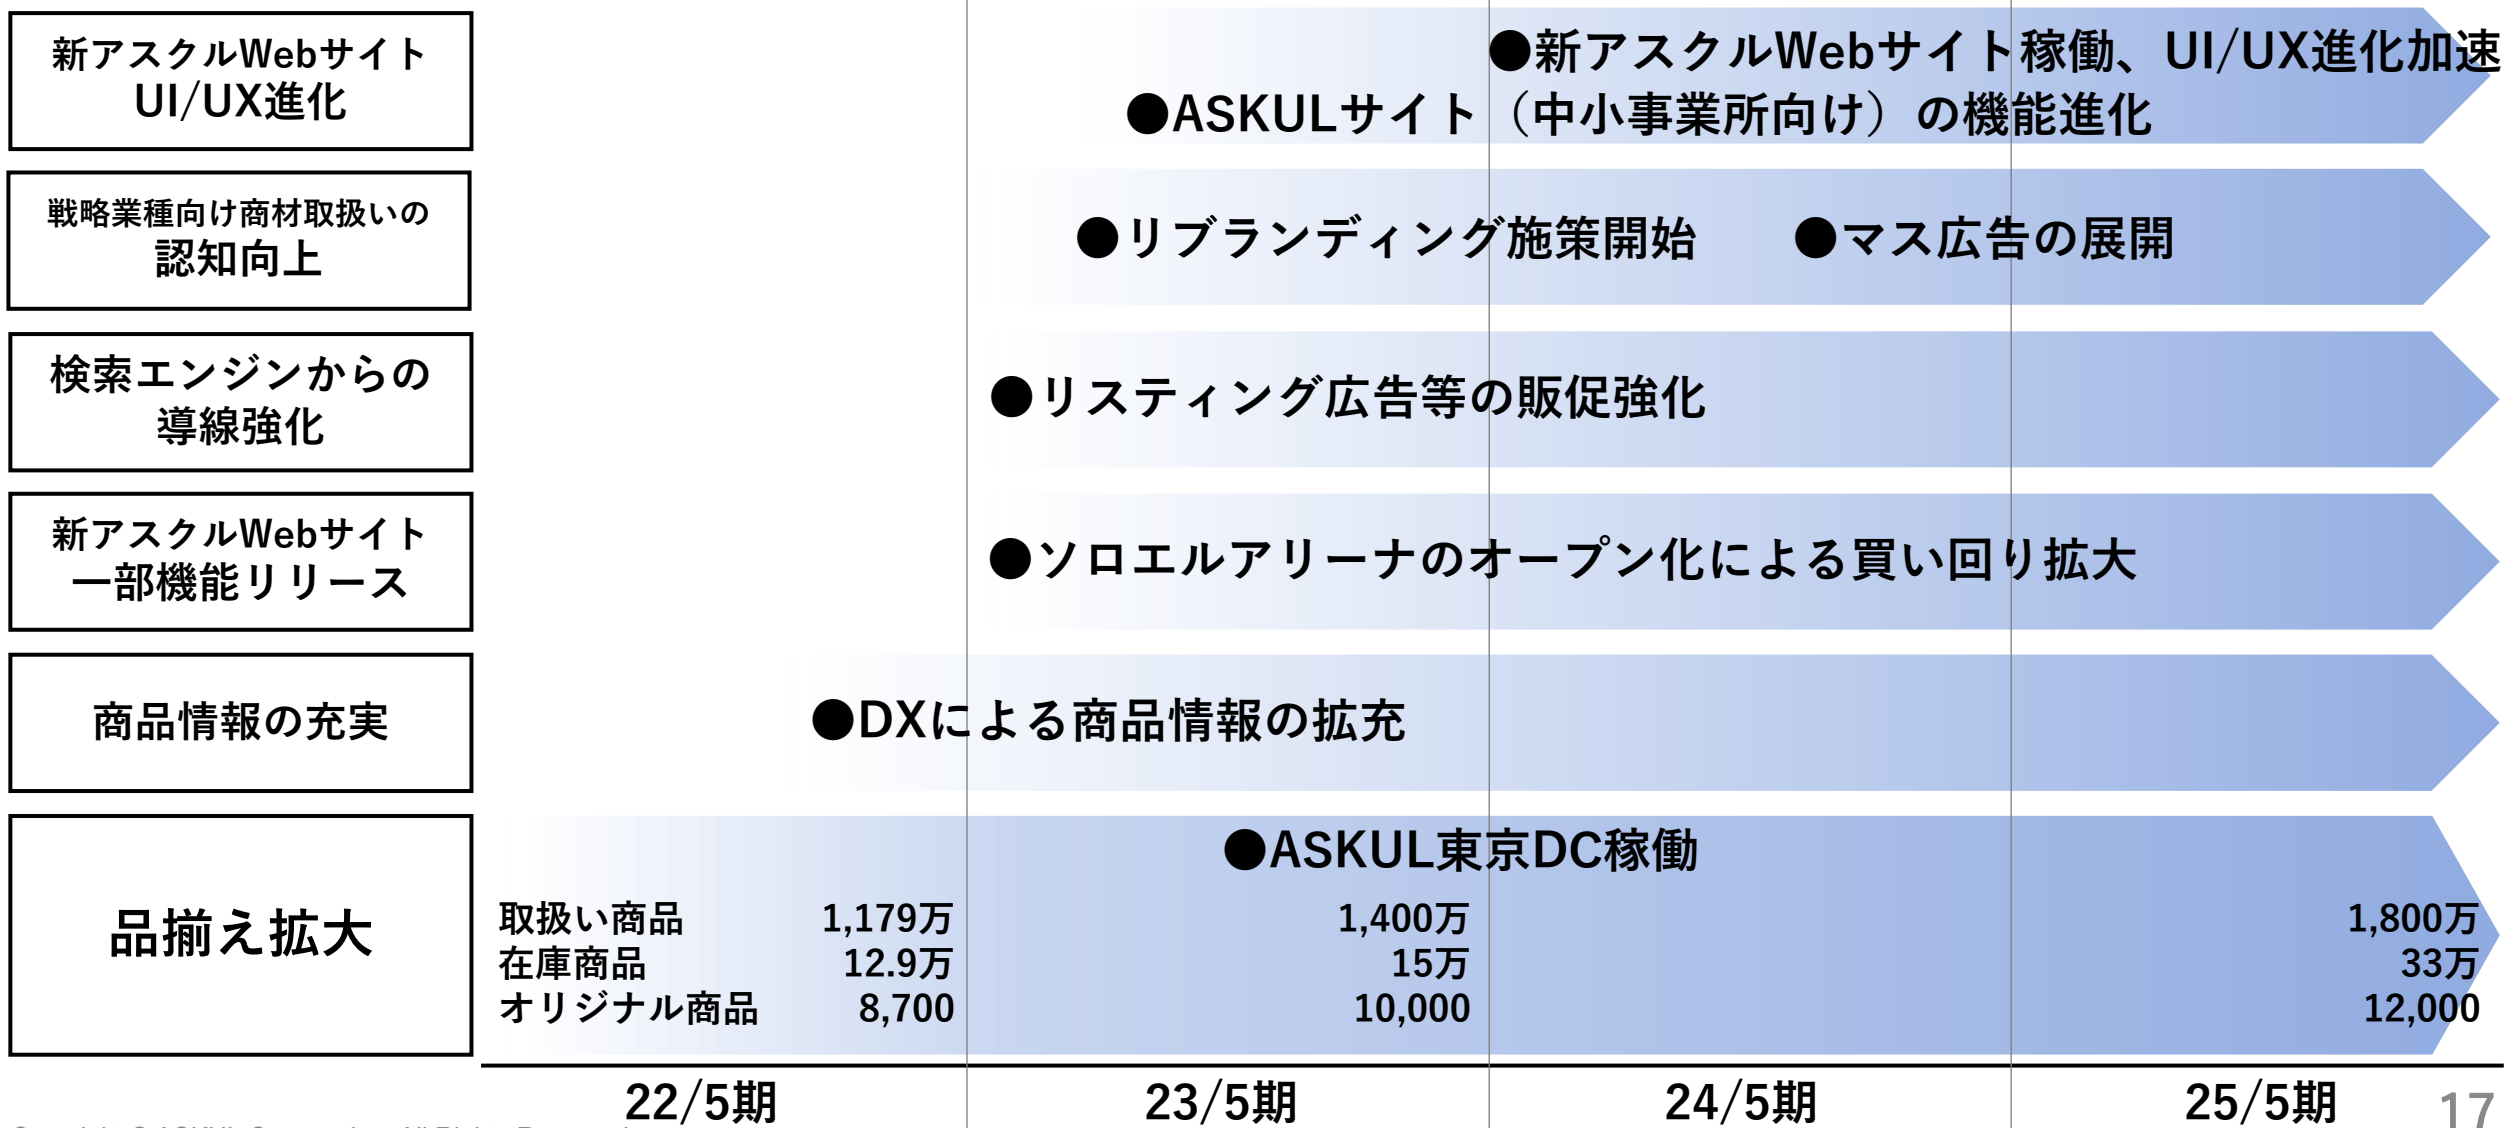 新アスクルWebサイト
UI/UX進化
●新アスクルWebサイト稼働、UI/UX進化加速
●ASKULサイト（中小事業所向け）の機能進化
戦略業種向け商材取扱いの
認知向上
●リブランディング施策開始
●マス広告の展開
検索エンジンからの
導線強化
●リスティング広告等の販促強化
新アスクルWebサイト
一部機能リリース
●ソロエルアリーナのオープン化による買い回り拡大
商品情報の充実
●DXによる商品情報の拡充
品揃え拡大
●ASKUL東京DC稼働
取扱い商品 1,179万 1,400万 1,800万
在庫商品 12.9万 15万 33万
オリジナル商品 8,700 10,000 12,000
22/5期 23/5期 24/5期 25/5期
17